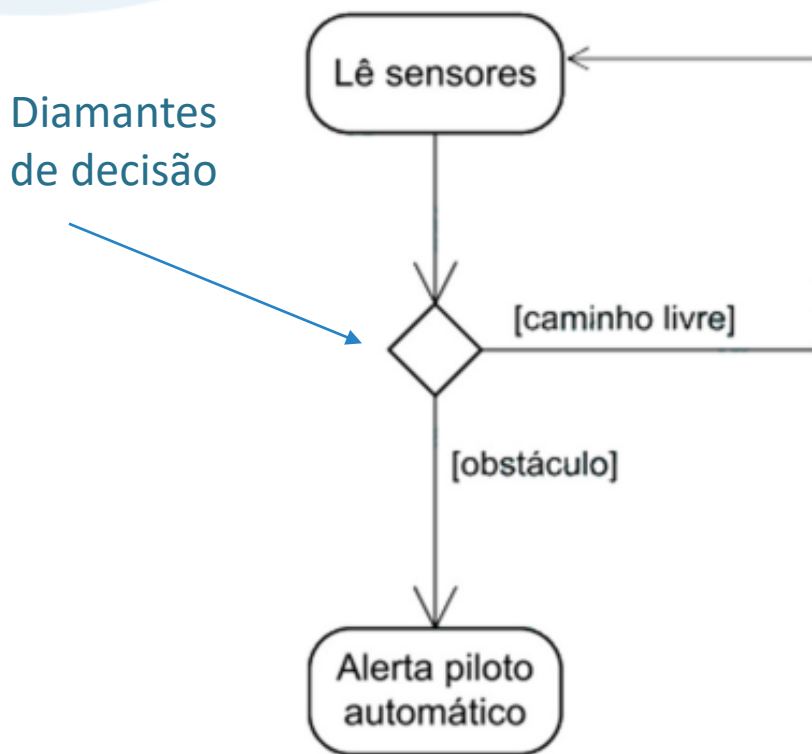 Lê sensores
Diamantes
de decisão
[caminho livre]
[obstáculo]
Alerta piloto
automático